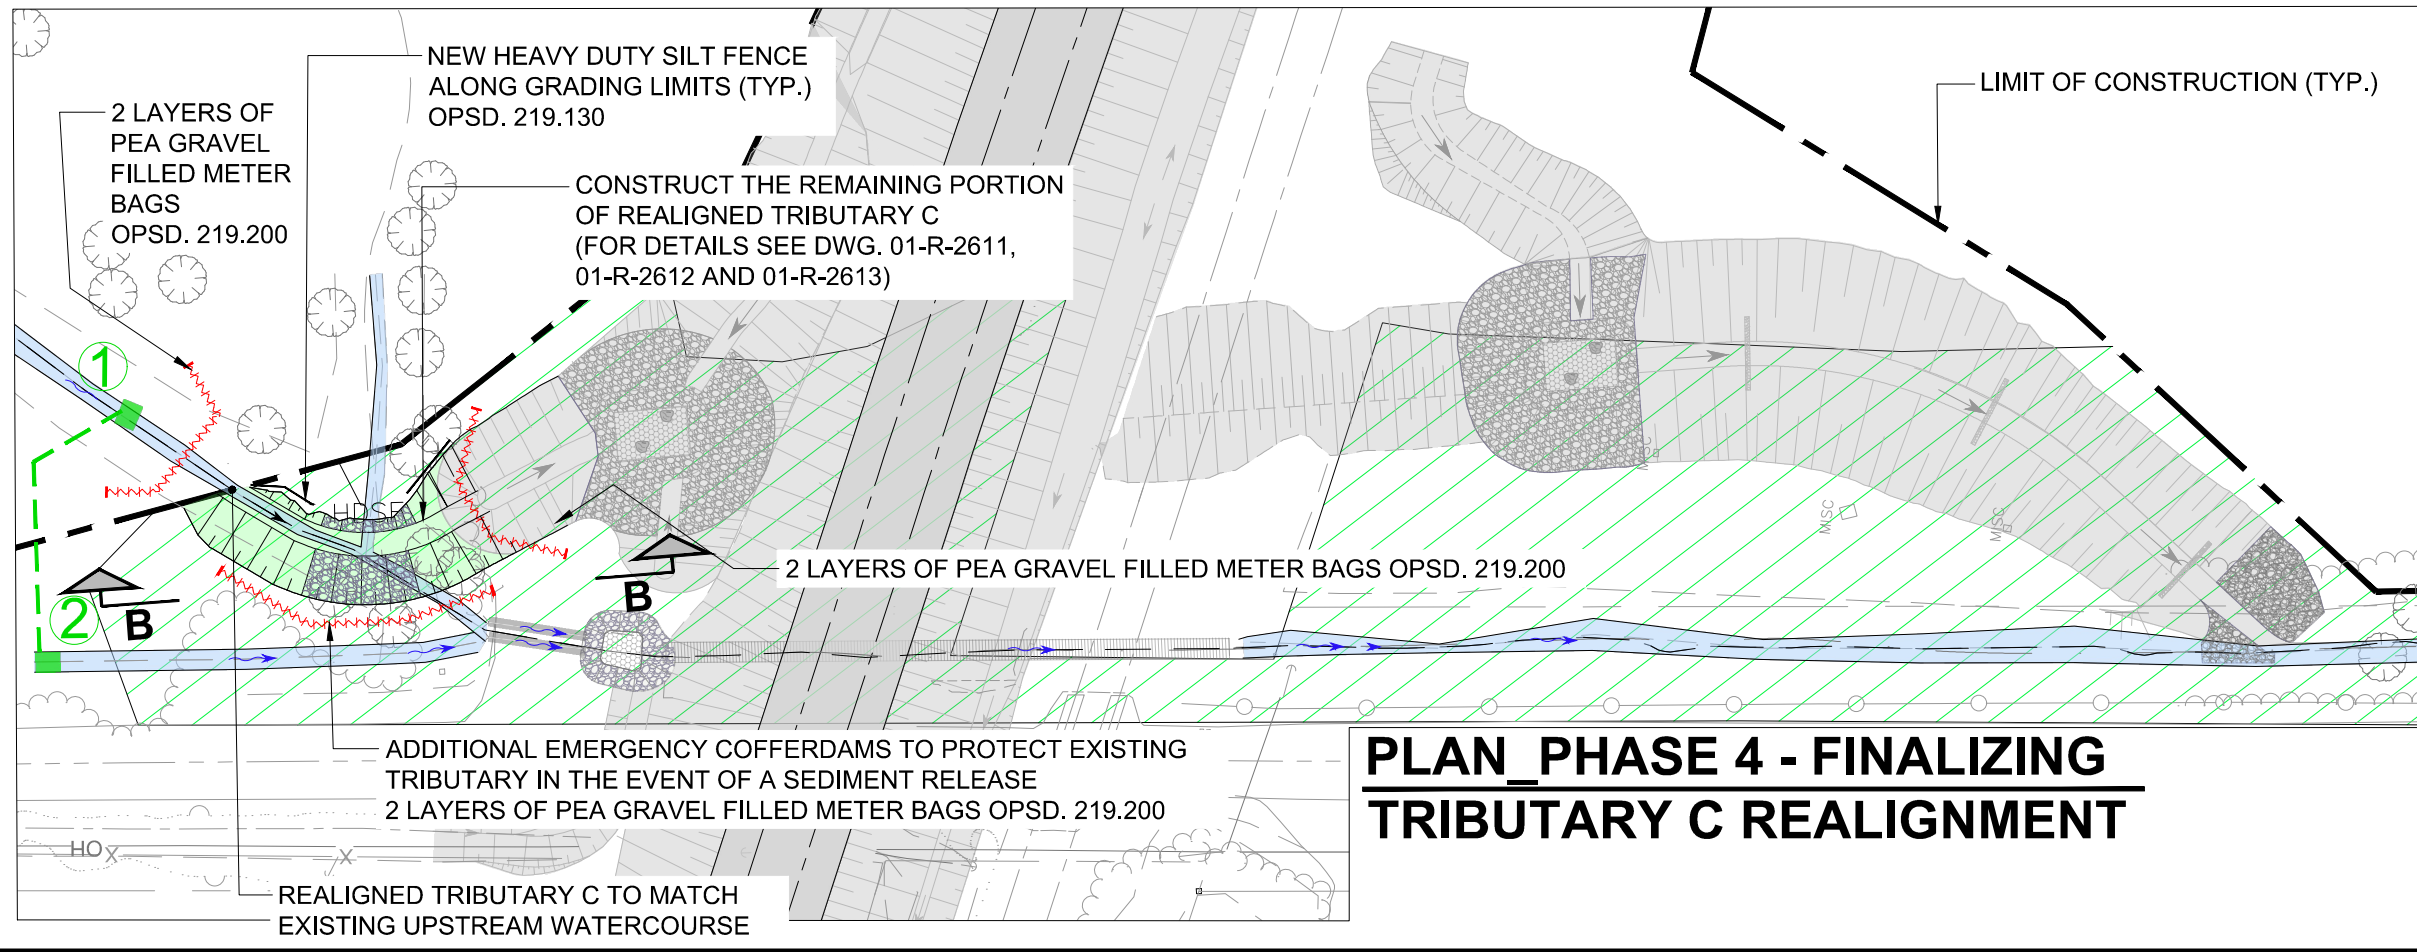 NEW HEAVY DUTY SILT FENCE
ALONG GRADING LIMITS (TYP.)
OPSD. 219.130
LIMIT OF CONSTRUCTION (TYP.)
2 LAYERS OF
PEA GRAVEL
FILLED METER
BAGS
OPSD. 219.200
CONSTRUCT THE REMAINING PORTION
OF REALIGNED TRIBUTARY C
(FOR DETAILS SEE DWG. 01-R-2611,
01-R-2612 AND 01-R-2613)
1
HDSF
MISC
MISC
MISC
2 LAYERS OF PEA GRAVEL FILLED METER BAGS OPSD. 219.200
2
B
B
ADDITIONAL EMERGENCY COFFERDAMS TO PROTECT EXISTING
TRIBUTARY IN THE EVENT OF A SEDIMENT RELEASE
2 LAYERS OF PEA GRAVEL FILLED METER BAGS OPSD. 219.200
PLAN_PHASE 4 - FINALIZING
TRIBUTARY C REALIGNMENT
HO
X
X
REALIGNED TRIBUTARY C TO MATCH
EXISTING UPSTREAM WATERCOURSE